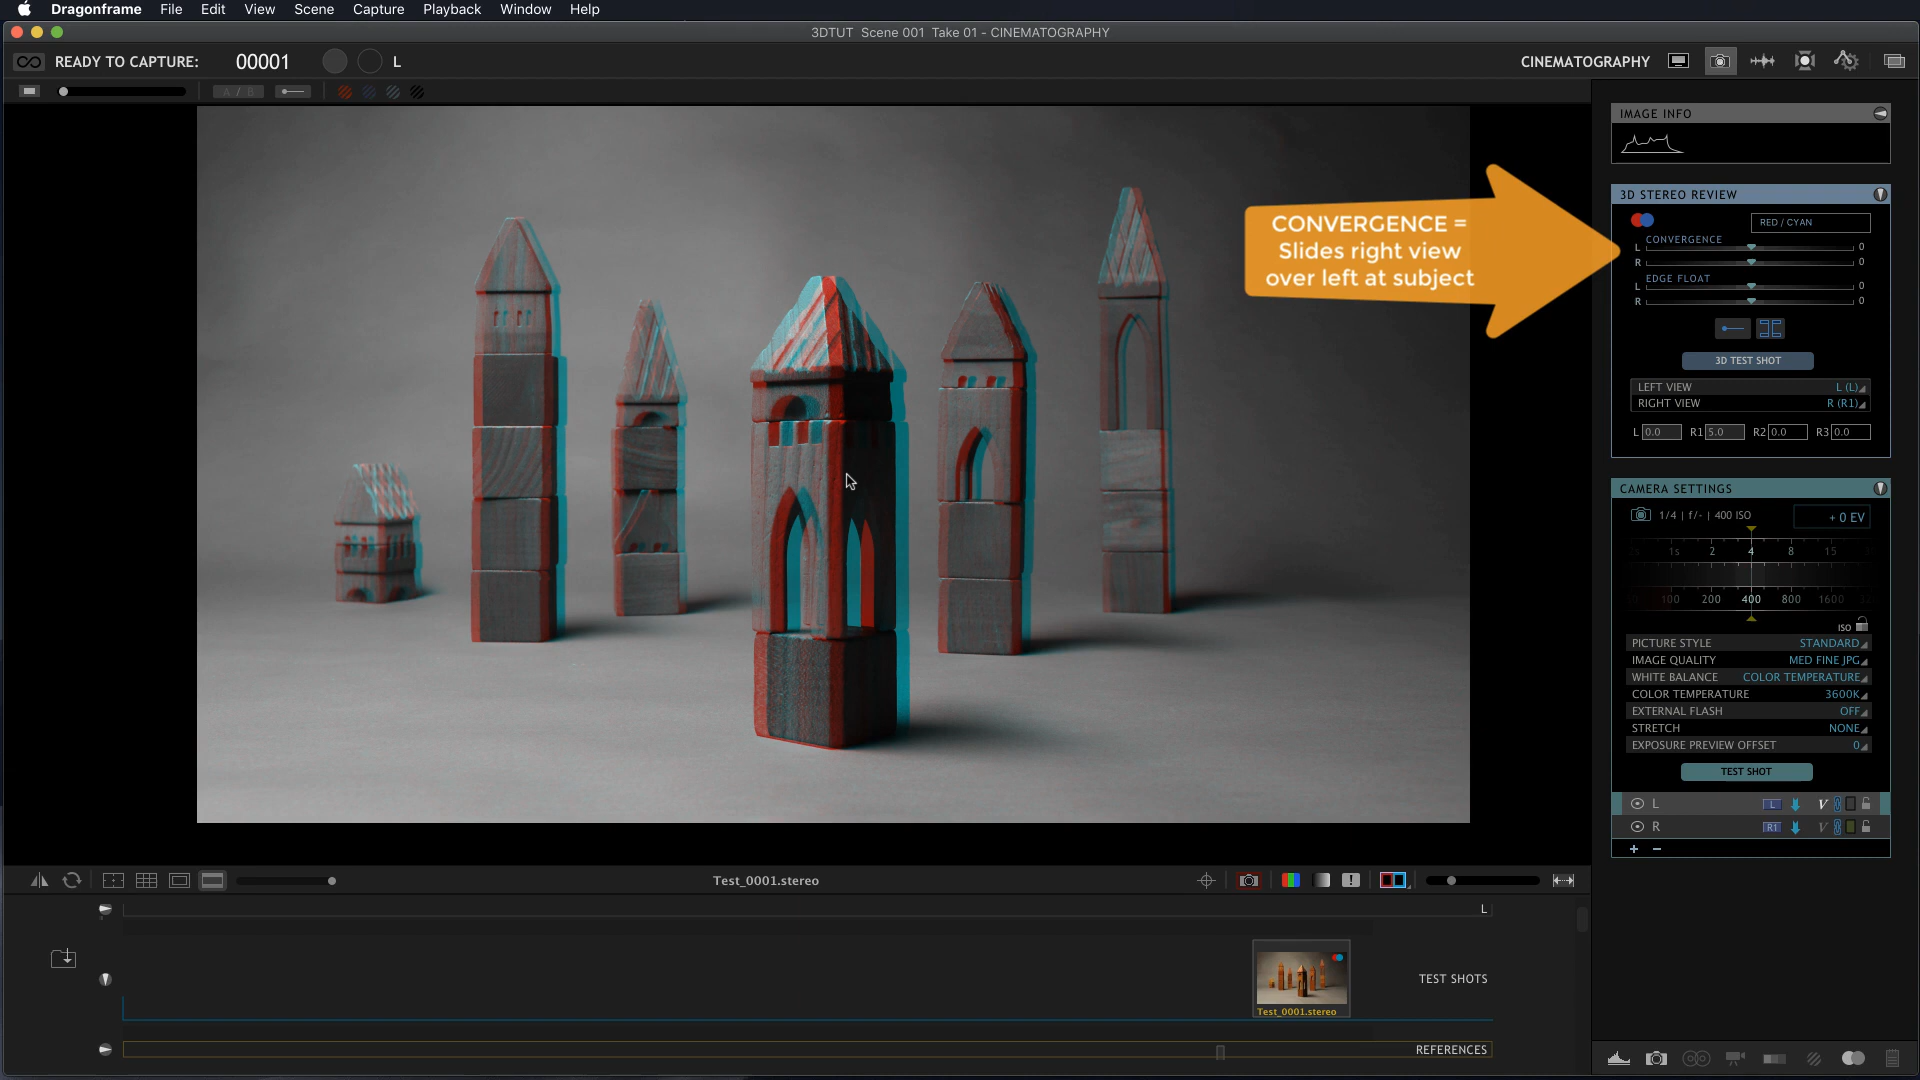 Dragonframe File Edit View Scene Capture Playback Window Help
3DTUT Scene 001 Take 01 - CINEMATOGRAPHY
READY TO CAPTURE: 00001 L
CINEMATOGRAPHY
A / B
IMAGE INFO
3D STEREO REVIEW
RED / CYAN
CONVERGENCE
L 0
R 0
EDGE FLOAT
L 0
R 0
3D TEST SHOT
LEFT VIEW L (L)
RIGHT VIEW R (R1)
L 0.0 R1 5.0 R2 0.0 R3 0.0
CONVERGENCE =
Slides right view
over left at subject
CAMERA SETTINGS
1/4 | f/- | 400 ISO + 0 EV
1s 2 4 8 15
100 200 400 800 1600
ISO
PICTURE STYLE STANDARD
IMAGE QUALITY MED FINE JPG
WHITE BALANCE COLOR TEMPERATURE
COLOR TEMPERATURE 3600K
EXTERNAL FLASH OFF
STRETCH NONE
EXPOSURE PREVIEW OFFSET 0
TEST SHOT
L L V
R R1 V
+ −
Test_0001.stereo
L
TEST SHOTS
Test_0001.stereo
REFERENCES